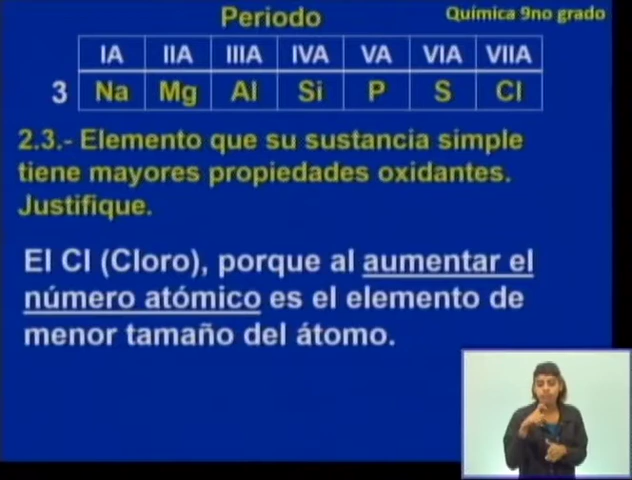 Periodo
Química 9no grado
IA IIA IIIA IVA VA VIA VIIA
3 Na Mg Al Si P S Cl
2.3.- Elemento que su sustancia simple
tiene mayores propiedades oxidantes.
Justifique.
El Cl (Cloro), porque al aumentar el
número atómico es el elemento de
menor tamaño del átomo.